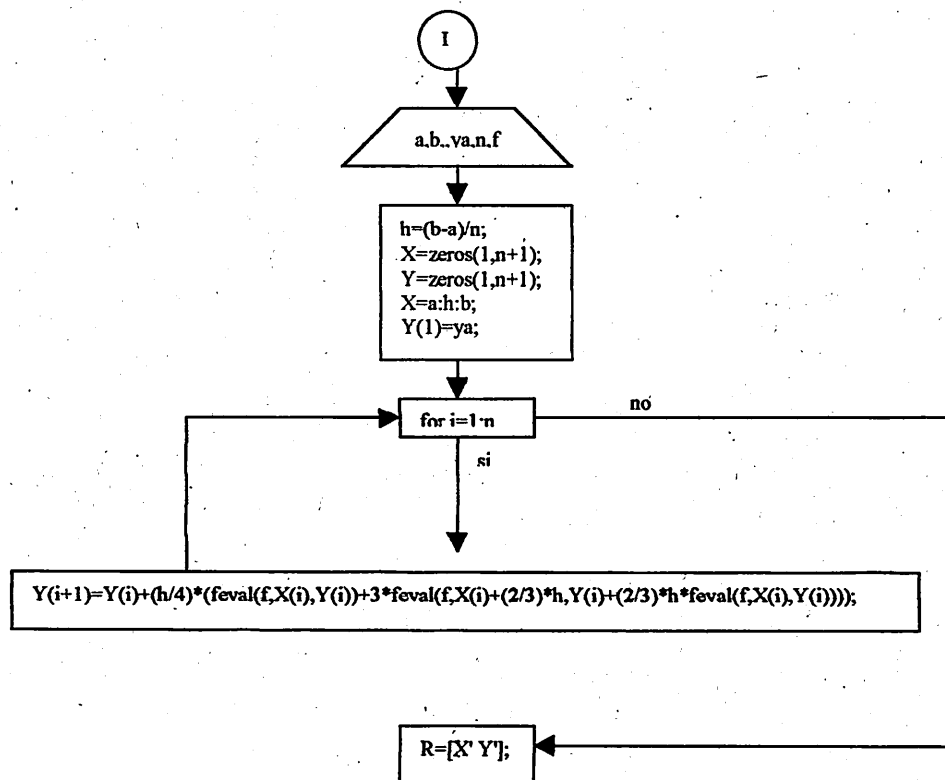 I
a,b,,ya,n,f
h=(b-a)/n;
X=zeros(1,n+1);
Y=zeros(1,n+1);
X=a:h:b;
Y(1)=ya;
for i=1:n
no
si
Y(i+1)=Y(i)+(h/4)*(feval(f,X(i),Y(i))+3*feval(f,X(i)+(2/3)*h,Y(i)+(2/3)*h*feval(f,X(i),Y(i))));
R=[X' Y'];